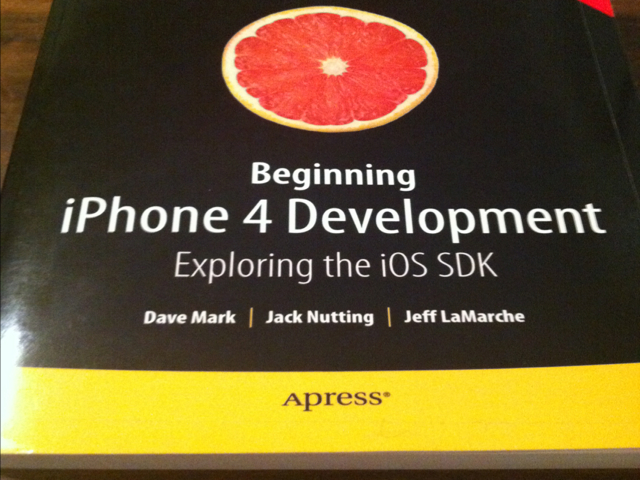 Beginning
iPhone 4 Development
Exploring the iOS SDK
Dave Mark | Jack Nutting | Jeff LaMarche
Apress®